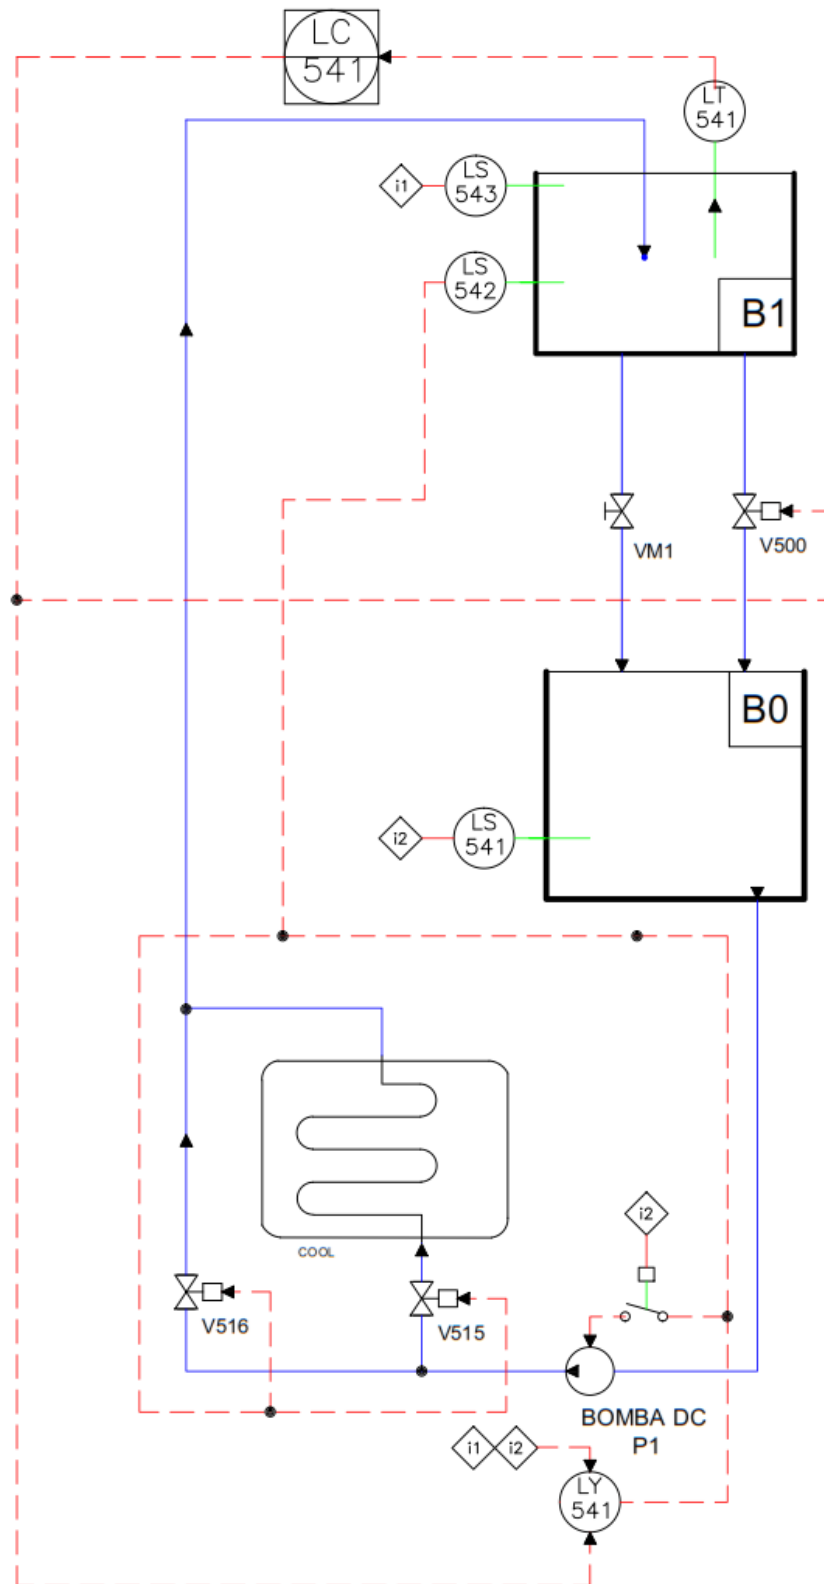 LC
541
LT
541
i1
LS
543
LS
542
B1
VM1
V500
B0
i2
LS
541
COOL
i2
V516
V515
BOMBA DC
P1
i1
i2
LY
541